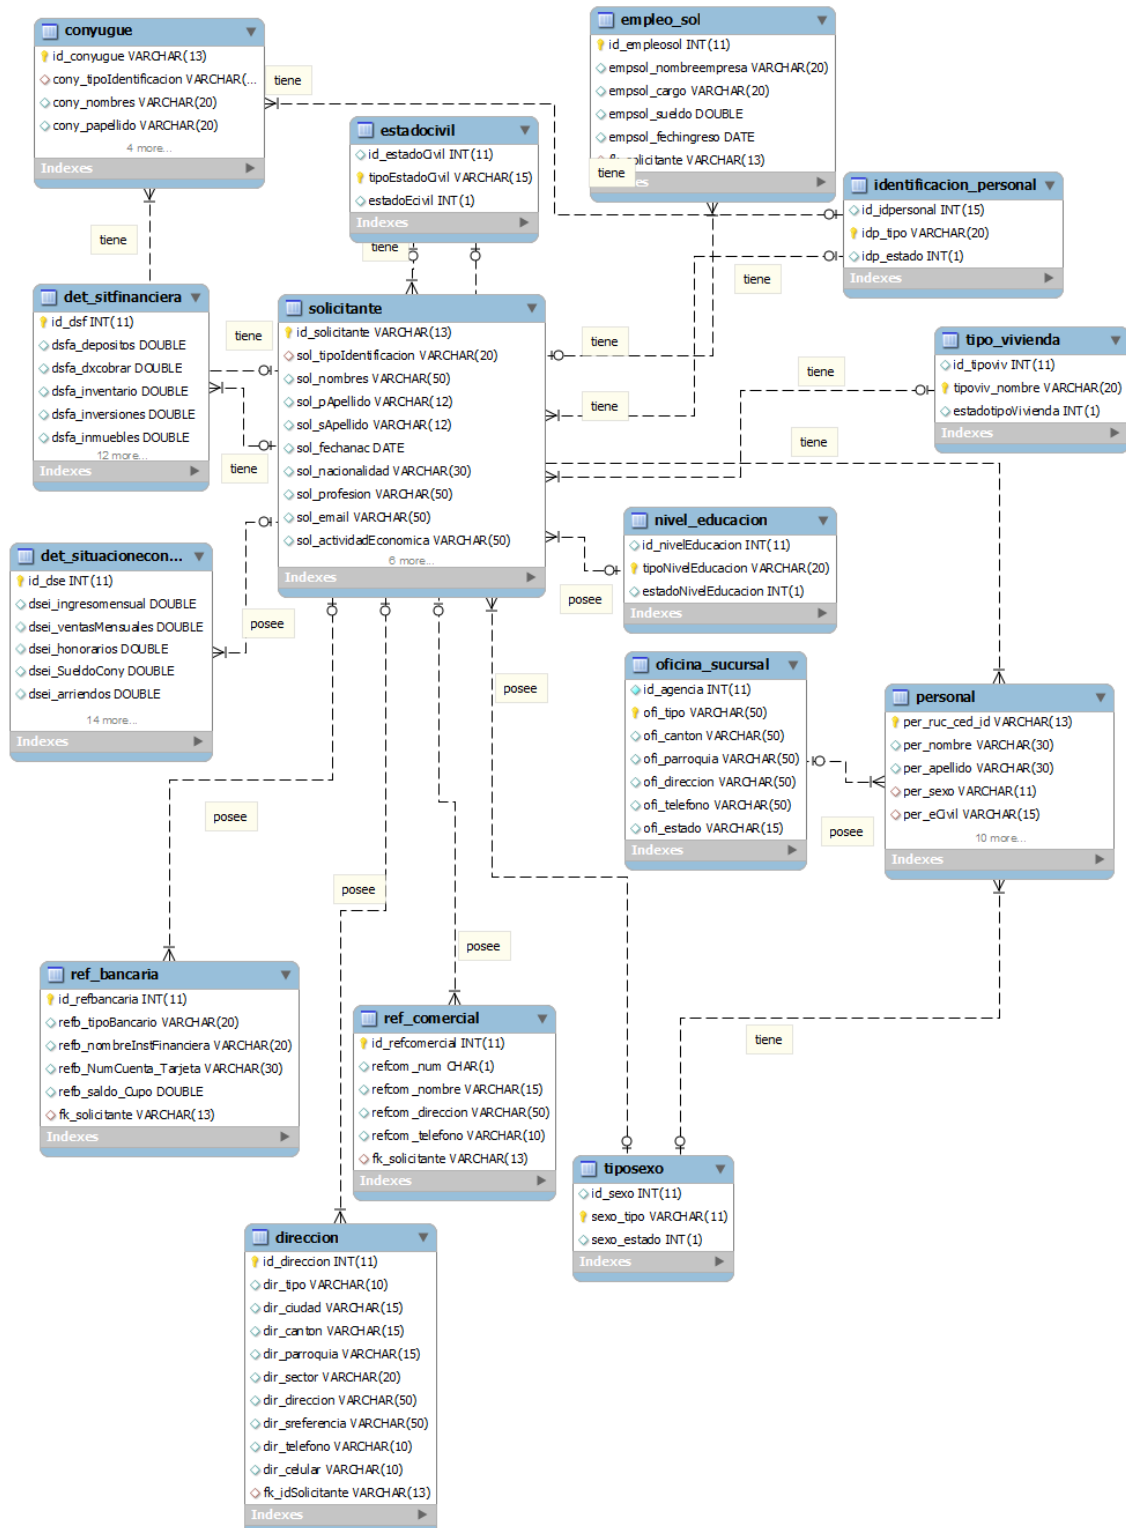 conyugue
id_conyugue VARCHAR(13)
cony_tipoIdentificacion VARCHAR(...
cony_nombres VARCHAR(20)
cony_papellido VARCHAR(20)
4 more...
Indexes
tiene
empleo_sol
id_empleosol INT(11)
empsol_nombreempresa VARCHAR(20)
empsol_cargo VARCHAR(20)
empsol_sueldo DOUBLE
empsol_fechingreso DATE
solicitante VARCHAR(13)
tiene
estadocivil
id_estadoCivil INT(11)
tipoEstadoCivil VARCHAR(15)
estadoEcivil INT(1)
Indexes
tiene
identificacion_personal
id_idpersonal INT(15)
idp_tipo VARCHAR(20)
idp_estado INT(1)
Indexes
tiene
tiene
det_sitfinanciera
id_dsf INT(11)
dsfa_depositos DOUBLE
dsfa_dxcobrar DOUBLE
dsfa_inventario DOUBLE
dsfa_inversiones DOUBLE
dsfa_inmuebles DOUBLE
12 more...
Indexes
tiene
tiene
solicitante
id_solicitante VARCHAR(13)
sol_tipoIdentificacion VARCHAR(20)
sol_nombres VARCHAR(50)
sol_pApellido VARCHAR(12)
sol_sApellido VARCHAR(12)
sol_fechanac DATE
sol_nacionalidad VARCHAR(30)
sol_profesion VARCHAR(50)
sol_email VARCHAR(50)
sol_actividadEconomica VARCHAR(50)
6 more...
Indexes
tiene
tiene
tiene
tiene
tipo_vivienda
id_tipoviv INT(11)
tipoviv_nombre VARCHAR(20)
estadotipoVivienda INT(1)
Indexes
det_situacionecon...
id_dse INT(11)
dsei_ingresomensual DOUBLE
dsei_ventasMensuales DOUBLE
dsei_honorarios DOUBLE
dsei_SueldoCony DOUBLE
dsei_arriendos DOUBLE
14 more...
Indexes
posee
nivel_educacion
id_nivelEducacion INT(11)
tipoNivelEducacion VARCHAR(20)
estadoNivelEducacion INT(1)
Indexes
posee
posee
oficina_sucursal
id_agencia INT(11)
ofi_tipo VARCHAR(50)
ofi_canton VARCHAR(50)
ofi_parroquia VARCHAR(50)
ofi_direccion VARCHAR(50)
ofi_telefono VARCHAR(50)
ofi_estado VARCHAR(15)
Indexes
posee
personal
per_ruc_ced_id VARCHAR(13)
per_nombre VARCHAR(30)
per_apellido VARCHAR(30)
per_sexo VARCHAR(11)
per_eCivil VARCHAR(15)
10 more...
Indexes
posee
posee
posee
ref_bancaria
id_refbancaria INT(11)
refb_tipoBancario VARCHAR(20)
refb_nombreInstFinanciera VARCHAR(20)
refb_NumCuenta_Tarjeta VARCHAR(30)
refb_saldo_Cupo DOUBLE
fk_solicitante VARCHAR(13)
Indexes
ref_comercial
id_refcomercial INT(11)
refcom_num CHAR(1)
refcom_nombre VARCHAR(15)
refcom_direccion VARCHAR(50)
refcom_telefono VARCHAR(10)
fk_solicitante VARCHAR(13)
Indexes
tiene
tiposexo
id_sexo INT(11)
sexo_tipo VARCHAR(11)
sexo_estado INT(1)
Indexes
direccion
id_direccion INT(11)
dir_tipo VARCHAR(10)
dir_ciudad VARCHAR(15)
dir_canton VARCHAR(15)
dir_parroquia VARCHAR(15)
dir_sector VARCHAR(20)
dir_direccion VARCHAR(50)
dir_sreferencia VARCHAR(50)
dir_telefono VARCHAR(10)
dir_celular VARCHAR(10)
fk_idSolicitante VARCHAR(13)
Indexes